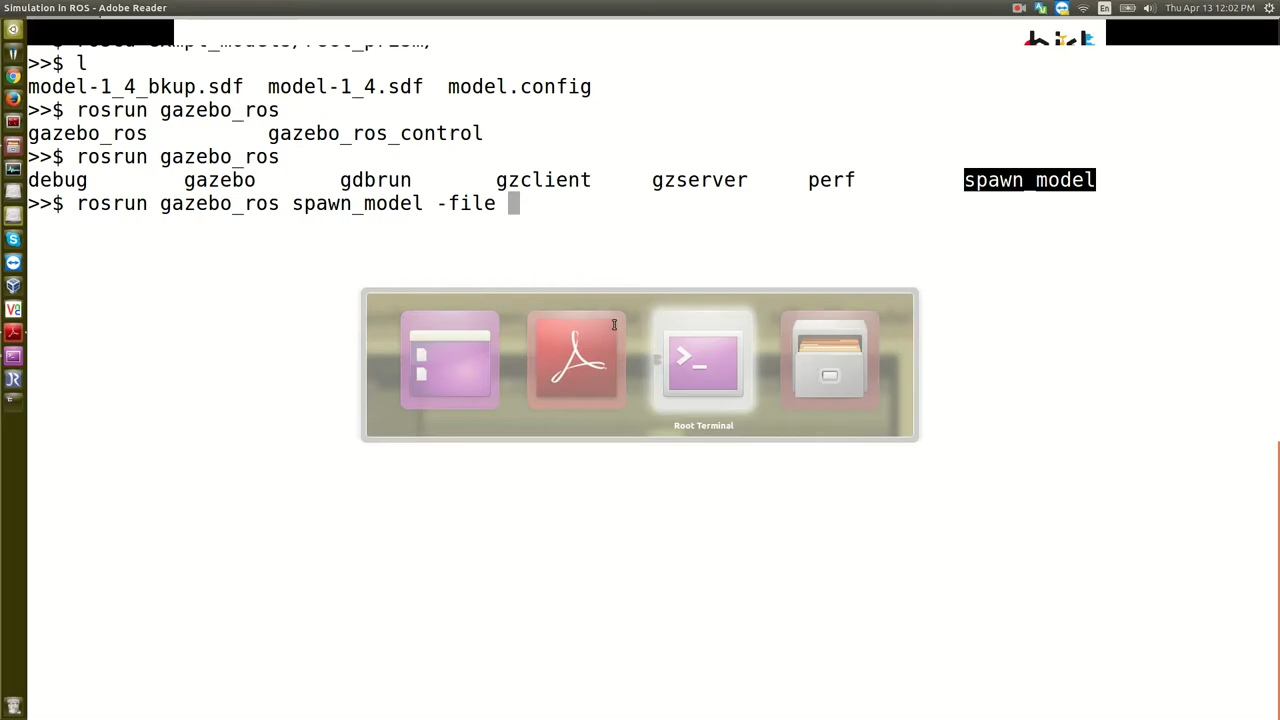 Simulation in ROS - Adobe Reader
En
Thu Apr 13 12:02 PM
>>$ l
model-1_4_bkup.sdf model-1_4.sdf model.config
>>$ rosrun gazebo_ros
gazebo_ros gazebo_ros_control
>>$ rosrun gazebo_ros
debug gazebo gdbrun gzclient gzserver perf spawn_model
>>$ rosrun gazebo_ros spawn_model -file
Root Terminal